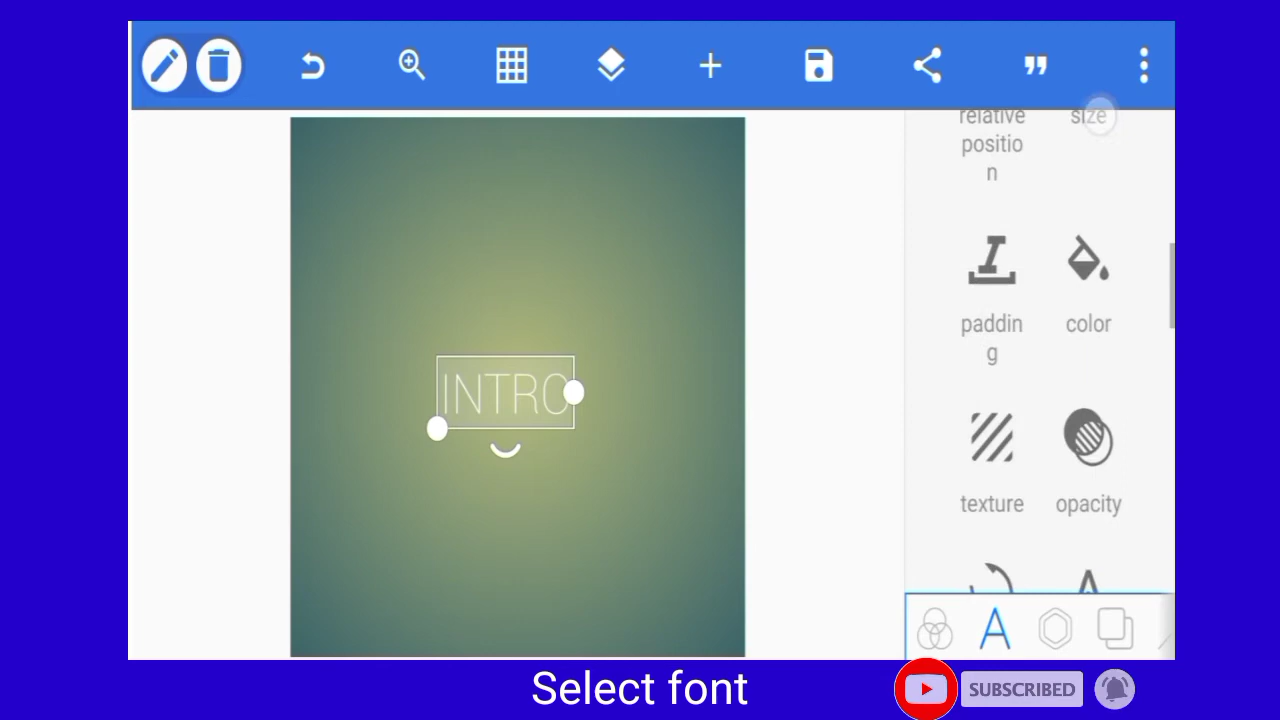 relative
positio
n
size
paddin
g
color
INTRO
texture
opacity
Select font
SUBSCRIBED